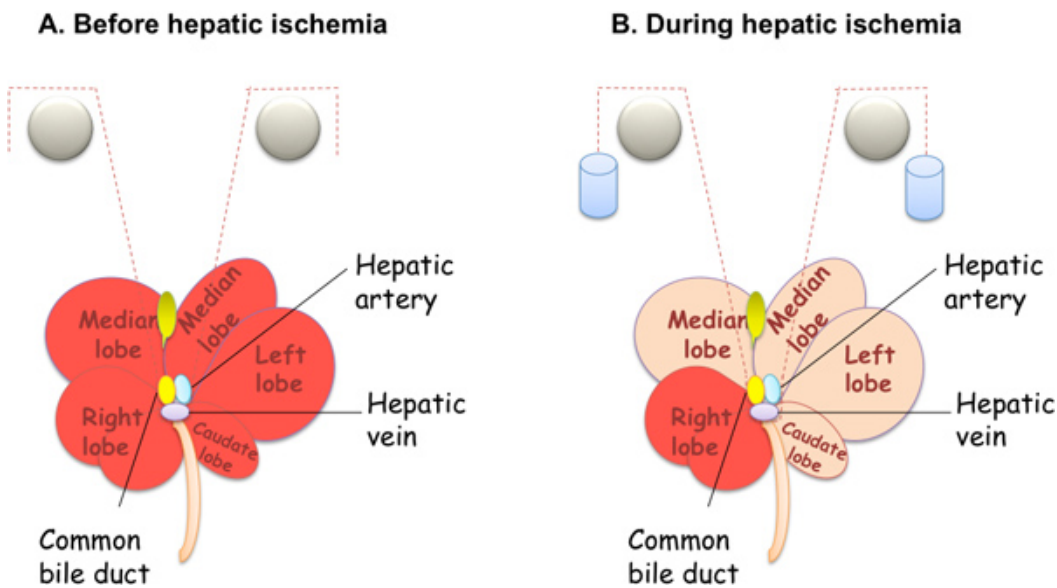 A. Before hepatic ischemia
Hepatic
artery
Median
lobe
Median
lobe
Left
lobe
Right
lobe
Caudate
lobe
Hepatic
vein
Common
bile duct
B. During hepatic ischemia
Hepatic
artery
Median
lobe
Median
lobe
Left
lobe
Right
lobe
Caudate
lobe
Hepatic
vein
Common
bile duct